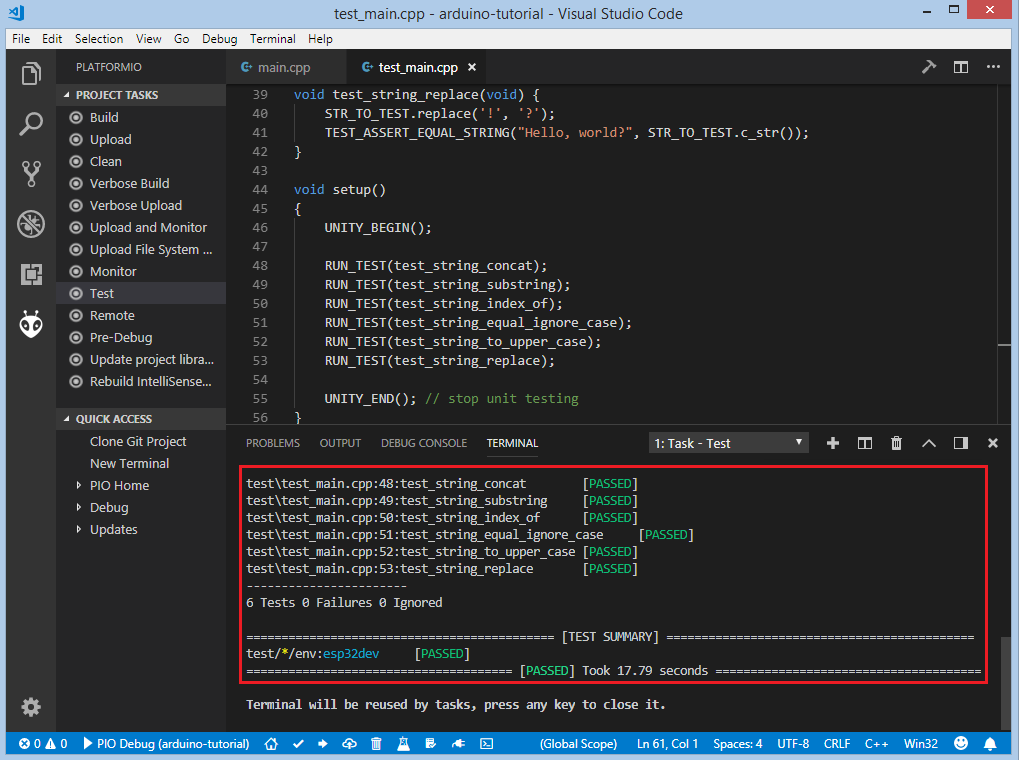 test_main.cpp - arduino-tutorial - Visual Studio Code
File Edit Selection View Go Debug Terminal Help
PLATFORMIO
PROJECT TASKS
Build
Upload
Clean
Verbose Build
Verbose Upload
Upload and Monitor
Upload File System ...
Monitor
Test
Remote
Pre-Debug
Update project libra...
Rebuild IntelliSense...
QUICK ACCESS
Clone Git Project
New Terminal
PIO Home
Debug
Updates
main.cpp test_main.cpp
39 void test_string_replace(void) {
40 STR_TO_TEST.replace('!', '?');
41 TEST_ASSERT_EQUAL_STRING("Hello, world?", STR_TO_TEST.c_str());
42 }
43
44 void setup()
45 {
46 UNITY_BEGIN();
47
48 RUN_TEST(test_string_concat);
49 RUN_TEST(test_string_substring);
50 RUN_TEST(test_string_index_of);
51 RUN_TEST(test_string_equal_ignore_case);
52 RUN_TEST(test_string_to_upper_case);
53 RUN_TEST(test_string_replace);
54
55 UNITY_END(); // stop unit testing
56 }
PROBLEMS OUTPUT DEBUG CONSOLE TERMINAL 1: Task - Test
test\test_main.cpp:48:test_string_concat [PASSED]
test\test_main.cpp:49:test_string_substring [PASSED]
test\test_main.cpp:50:test_string_index_of [PASSED]
test\test_main.cpp:51:test_string_equal_ignore_case [PASSED]
test\test_main.cpp:52:test_string_to_upper_case [PASSED]
test\test_main.cpp:53:test_string_replace [PASSED]
-----------------------
6 Tests 0 Failures 0 Ignored
============================================ [TEST SUMMARY] ============================================
test/*/env:esp32dev [PASSED]
====================================== [PASSED] Took 17.79 seconds ======================================
Terminal will be reused by tasks, press any key to close it.
0 0 PIO Debug (arduino-tutorial) (Global Scope) Ln 61, Col 1 Spaces: 4 UTF-8 CRLF C++ Win32